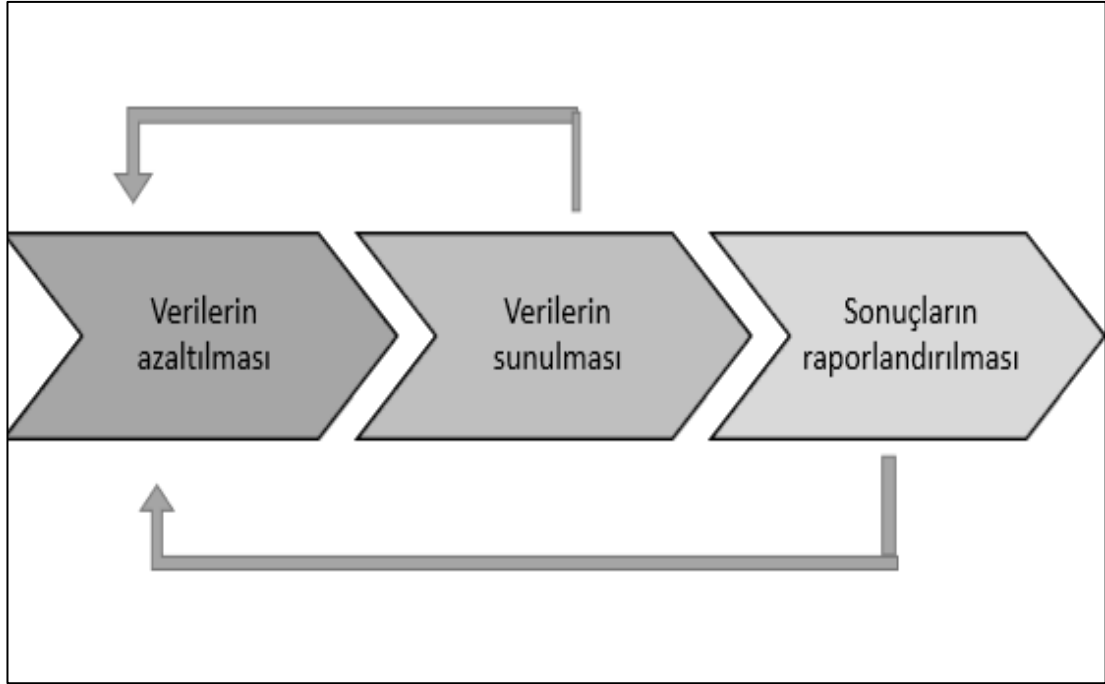 Verilerin
azaltılması
Verilerin
sunulması
Sonuçların
raporlandırılması